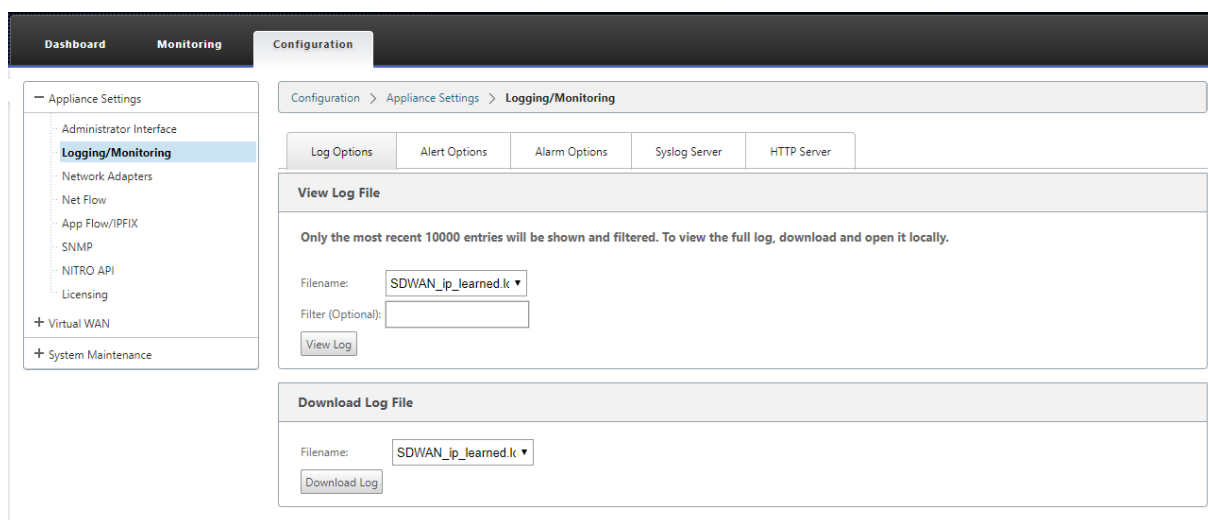 Dashboard Monitoring Configuration
Appliance Settings
Administrator Interface
Logging/Monitoring
Network Adapters
Net Flow
App Flow/IPFIX
SNMP
NITRO API
Licensing
+ Virtual WAN
+ System Maintenance
Configuration > Appliance Settings > Logging/Monitoring
Log Options Alert Options Alarm Options Syslog Server HTTP Server
View Log File
Only the most recent 10000 entries will be shown and filtered. To view the full log, download and open it locally.
Filename: SDWAN_ip_learned.lo
Filter (Optional):
View Log
Download Log File
Filename: SDWAN_ip_learned.lo
Download Log